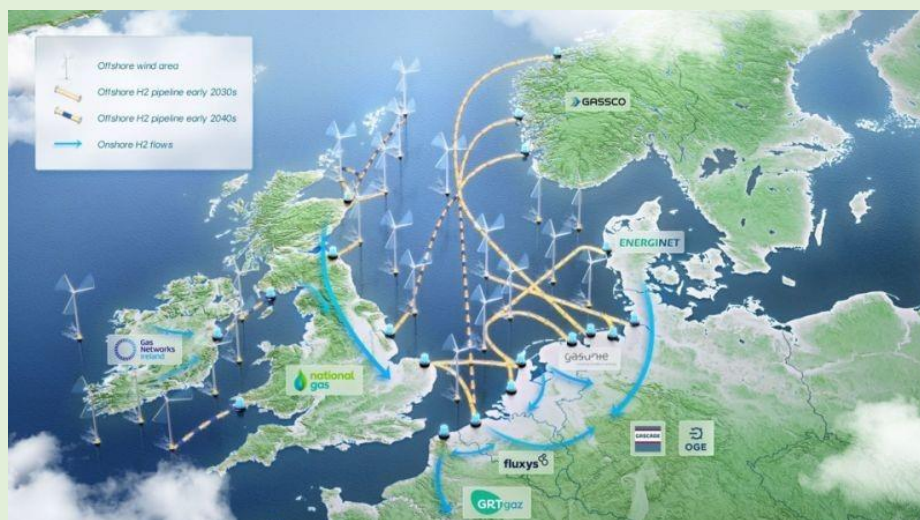 Offshore wind area
Offshore H2 pipeline early 2030s
Offshore H2 pipeline early 2040s
Onshore H2 flows
GASSCO
ENERGINET
Gas
Networks
Ireland
national
gas
gasunie
GASCADE
OGE
fluxys
GRTgaz